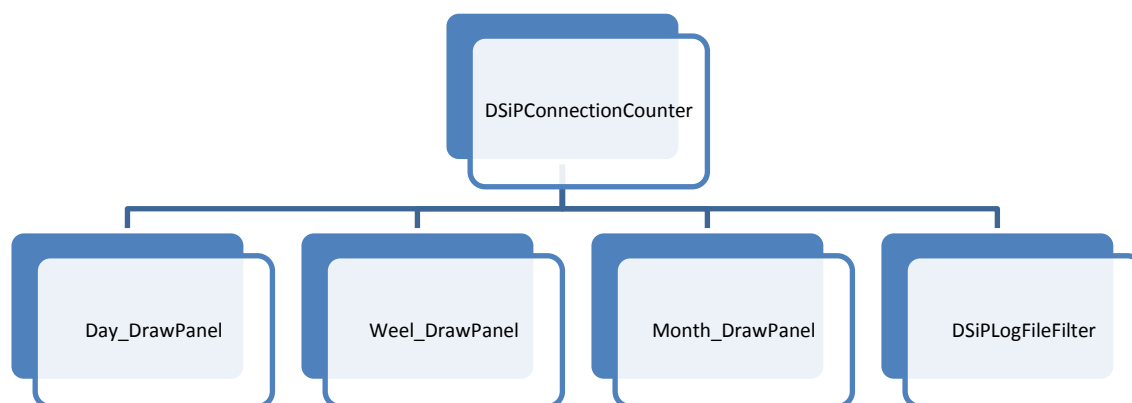 DSiPConnectionCounter
Day_DrawPanel
Weel_DrawPanel
Month_DrawPanel
DSiPLogFileFilter